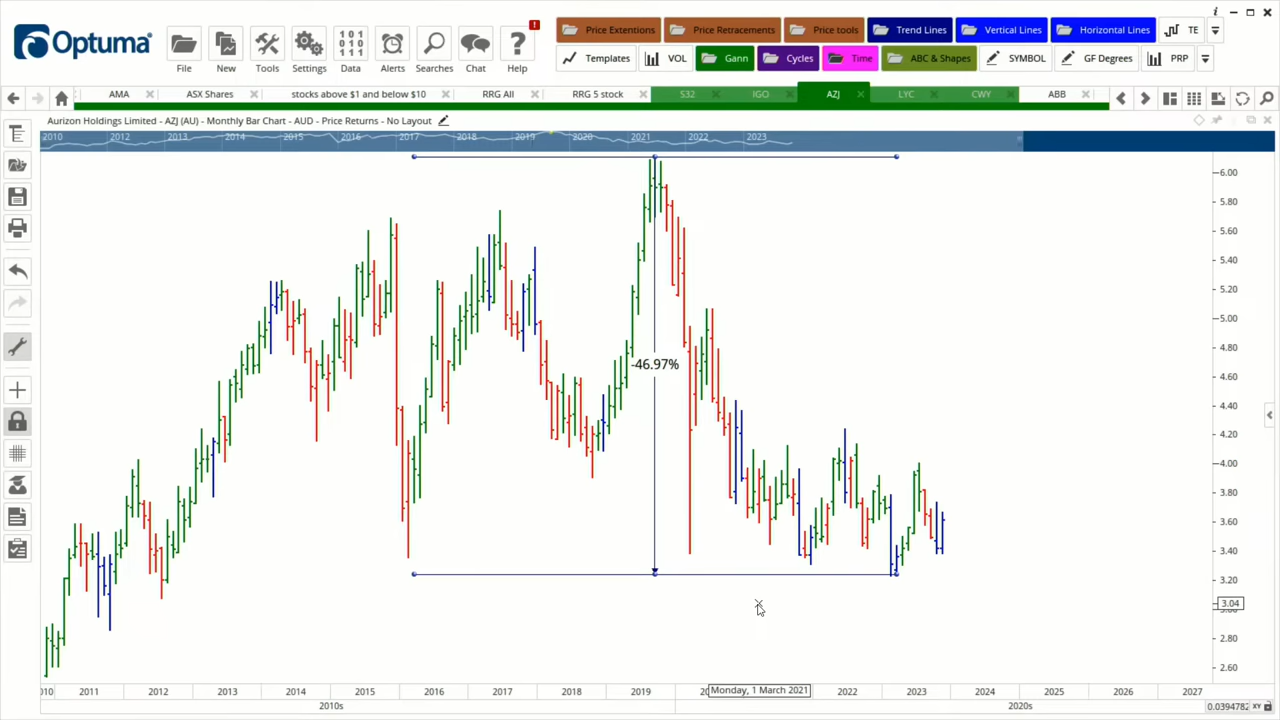 i
Optuma
File
New
Tools
Settings
101
010
101
Data
Alerts
Searches
Chat
?
!
Help
Price Extentions
Price Retracements
Price tools
Trend Lines
Vertical Lines
Horizontal Lines
TE
Templates
VOL
Gann
Cycles
Time
ABC & Shapes
SYMBOL
GF Degrees
PRP
AMA
ASX Shares
stocks above $1 and below $10
RRG All
RRG 5 stock
S32
IGO
AZJ
LYC
CWY
ABB
Aurizon Holdings Limited - AZJ (AU) - Monthly Bar Chart - AUD - Price Returns - No Layout
2010 2012 2013 2014 2015 2016 2017 2018 2019 2020 2021 2022 2023
6.00
5.80
5.60
5.40
5.20
5.00
4.80
-46.97%
4.60
4.40
4.20
4.00
3.80
3.60
3.40
3.20
3.04
2.80
2.60
10 2011 2012 2013 2014 2015 2016 2017 2018 2019 2 Monday, 1 March 2021 2022 2023 2024 2025 2026 2027
2010s 2020s 0.0394782 XY